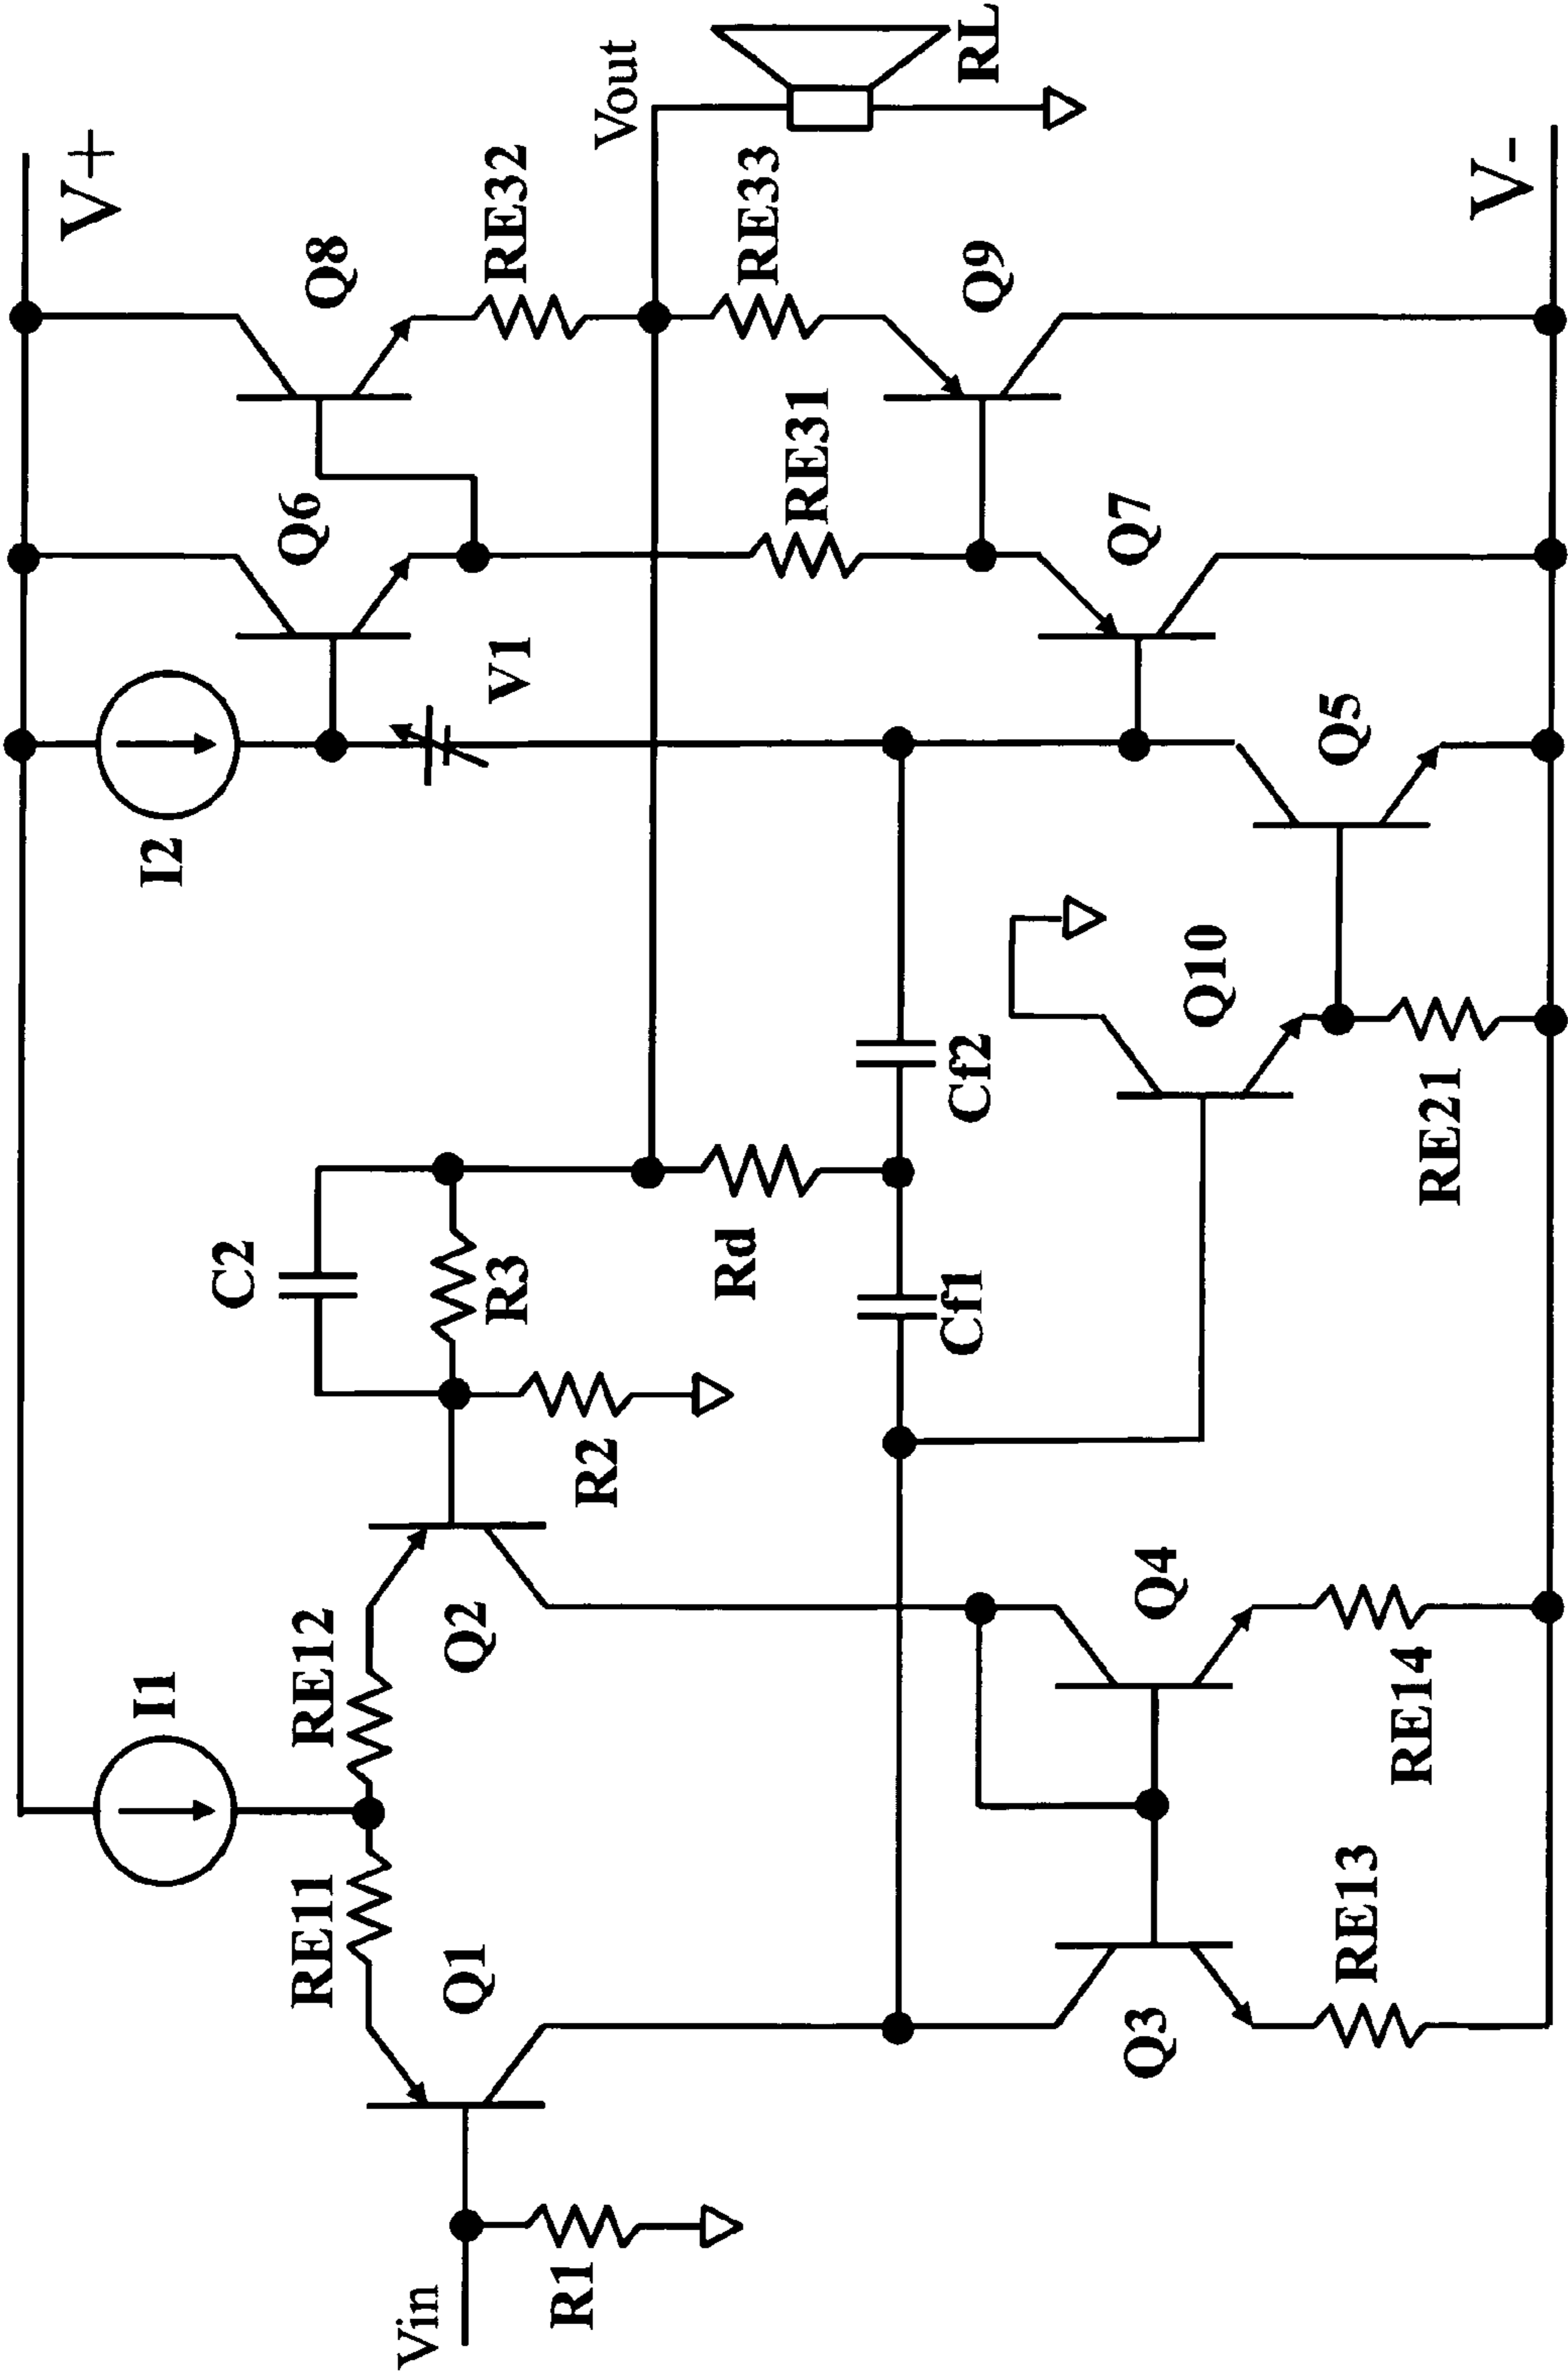 V+
I1
I2
Q6
Q8
RE11
RE12
C2
R3
V1
RE32
Vout
Vin
Q1
Q2
R1
R2
Rd
RE31
RE33
RL
Cf1
Cf2
Q9
Q3
Q4
Q10
Q7
Q5
RE13
RE14
RE21
V-